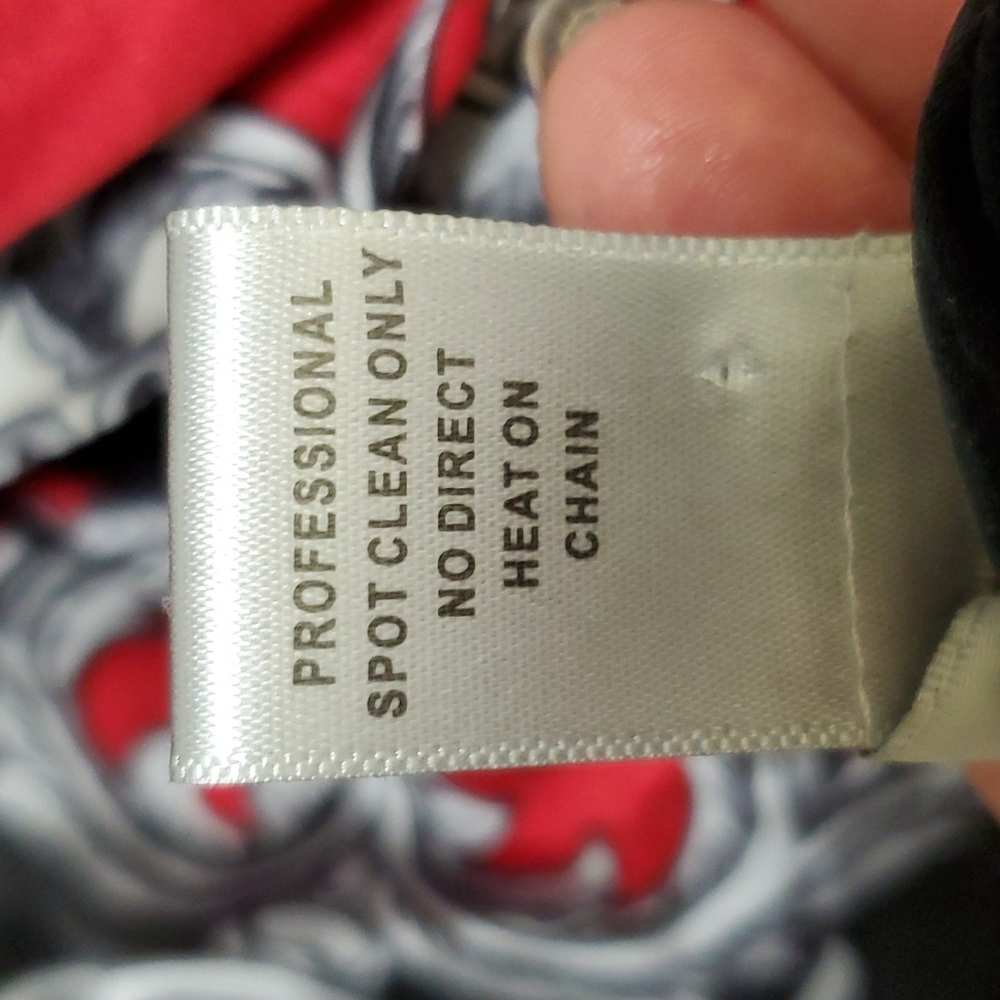 PROFESSIONAL
SPOT CLEAN ONLY
NO DIRECT
HEAT ON
CHAIN